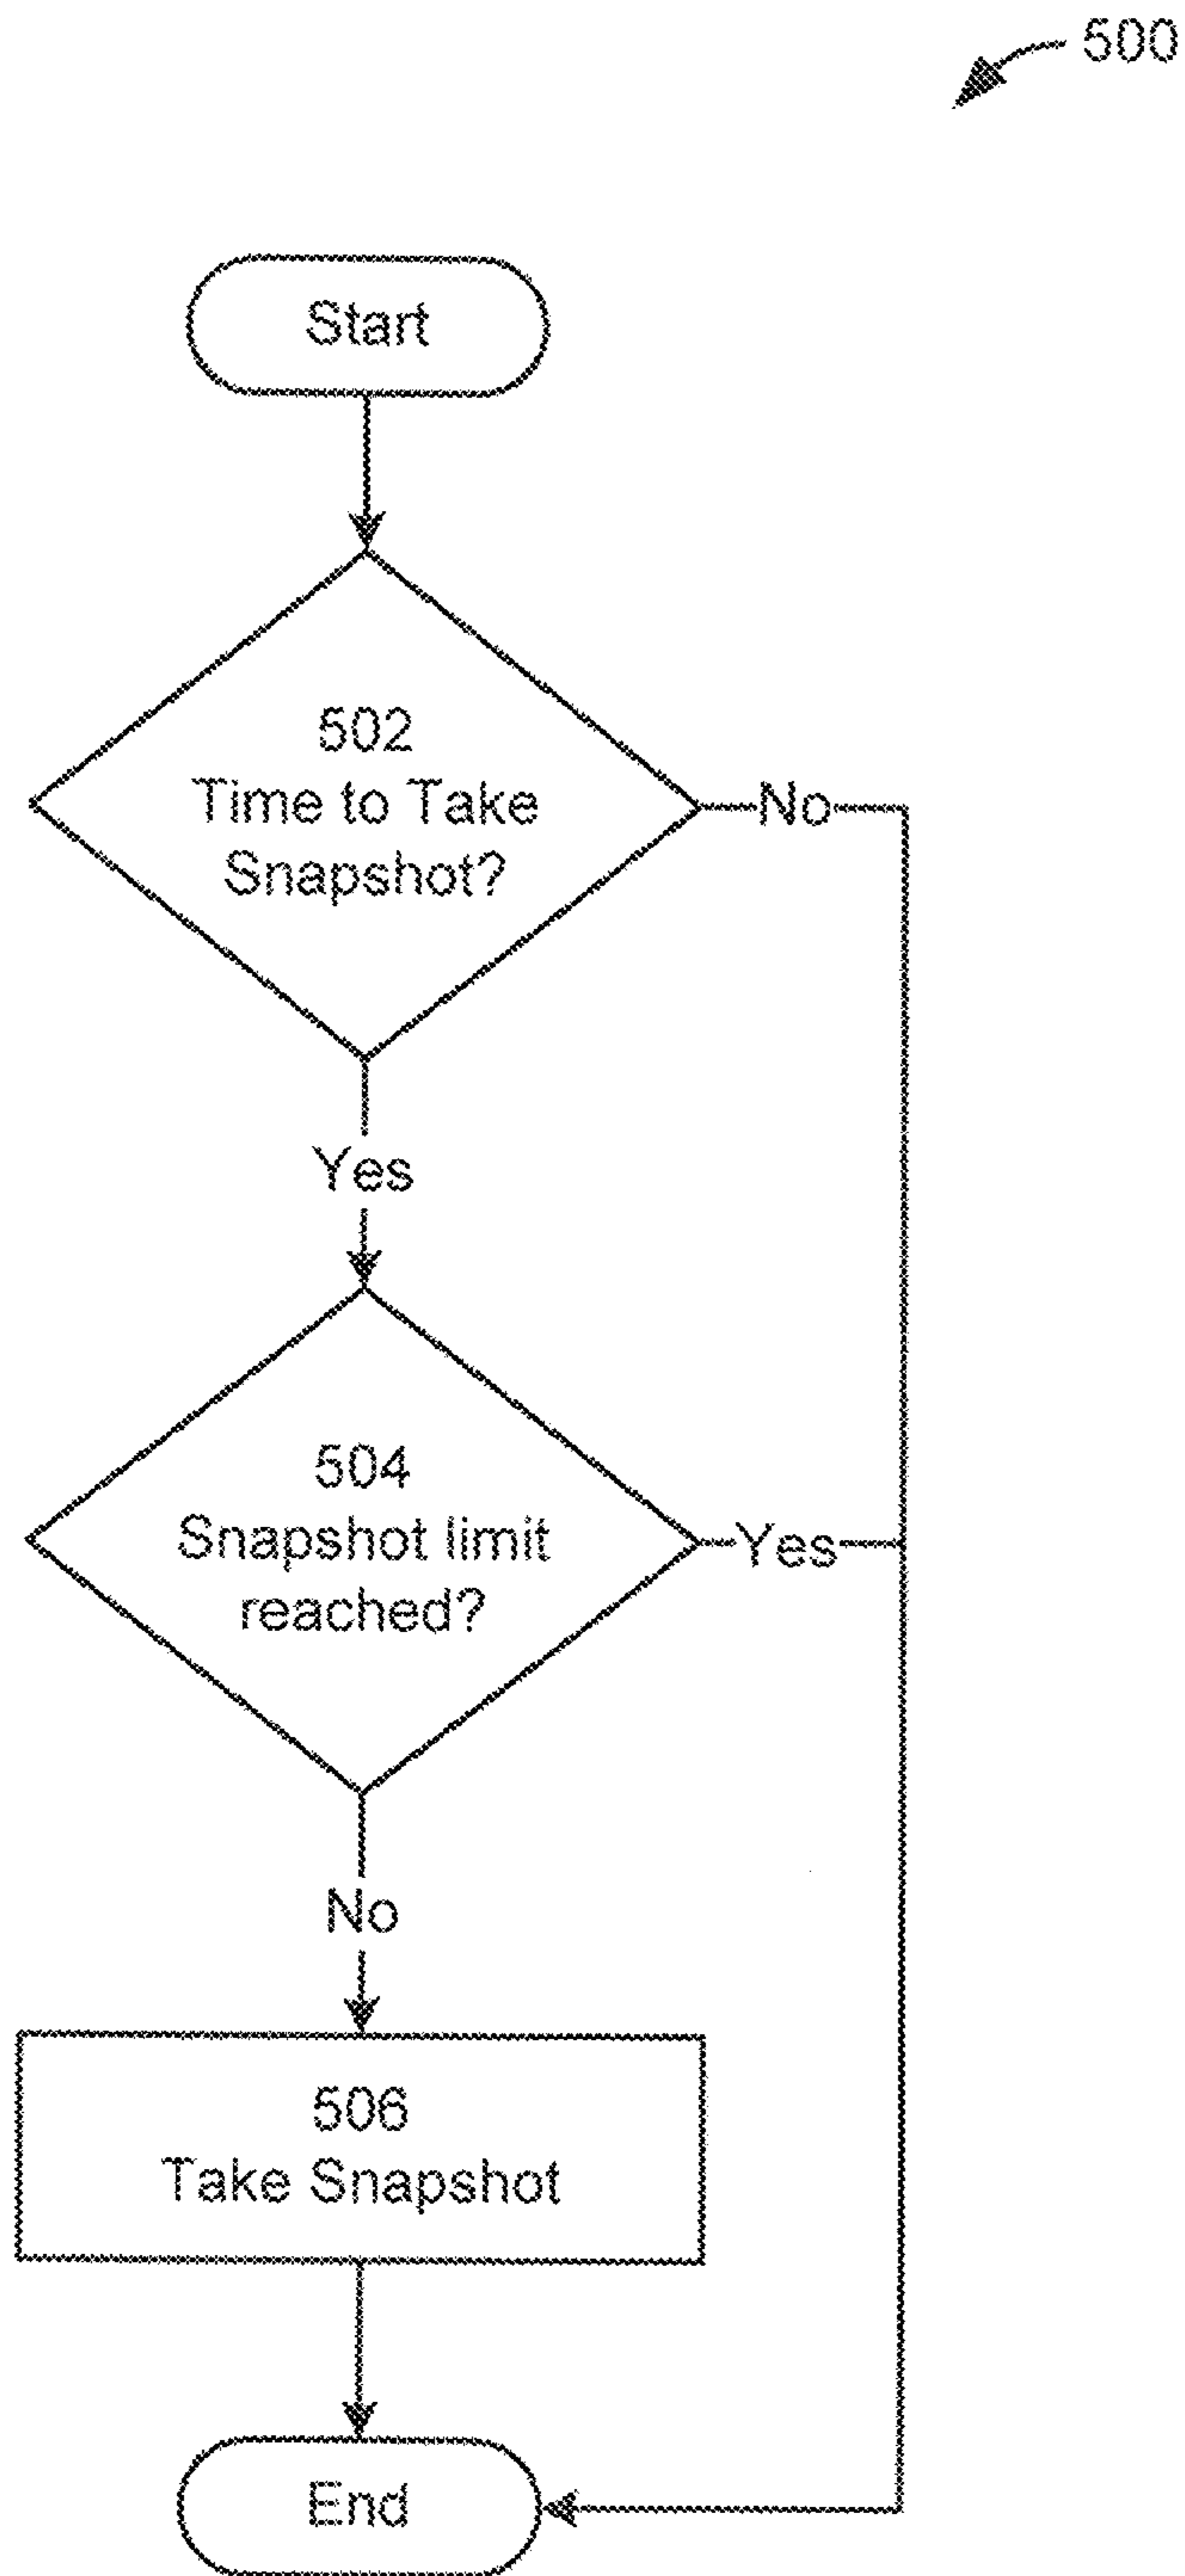 500
Start
502
Time to Take
Snapshot?
No
Yes
504
Snapshot limit
reached?
Yes
No
506
Take Snapshot
End